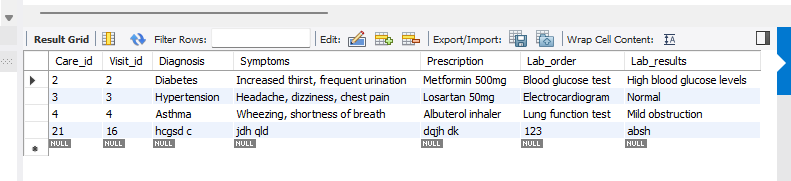 Result Grid Filter Rows: Edit: Export/Import: Wrap Cell Content:
Care_id Visit_id Diagnosis Symptoms Prescription Lab_order Lab_results
2 2 Diabetes Increased thirst, frequent urination Metformin 500mg Blood glucose test High blood glucose levels
3 3 Hypertension Headache, dizziness, chest pain Losartan 50mg Electrocardiogram Normal
4 4 Asthma Wheezing, shortness of breath Albuterol inhaler Lung function test Mild obstruction
21 16 hcgsd c jdh qld dqjh dk 123 absh
NULL NULL NULL NULL NULL NULL NULL